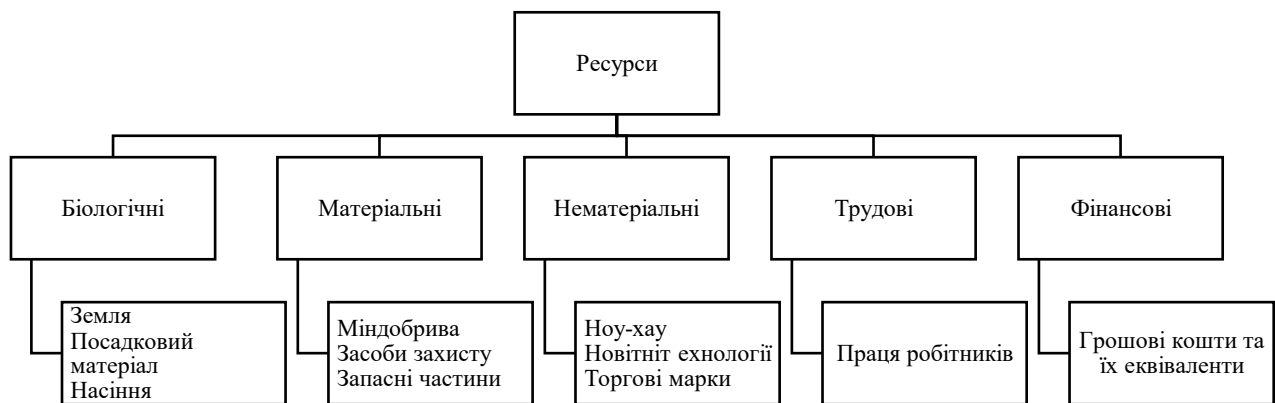 Ресурси
Біологічні
Матеріальні
Нематеріальні
Трудові
Фінансові
Земля
Посадковий
матеріал
Насіння
Міндобрива
Засоби захисту
Запасні частини
Ноу-хау
Новітніт ехнології
Торгові марки
Праця робітників
Грошові кошти та
їх еквіваленти